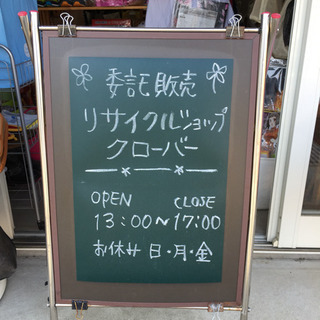 委託販売
リサイクルショップ
クローバー
OPEN CLOSE
13:00~17:00
お休み 日・月・金